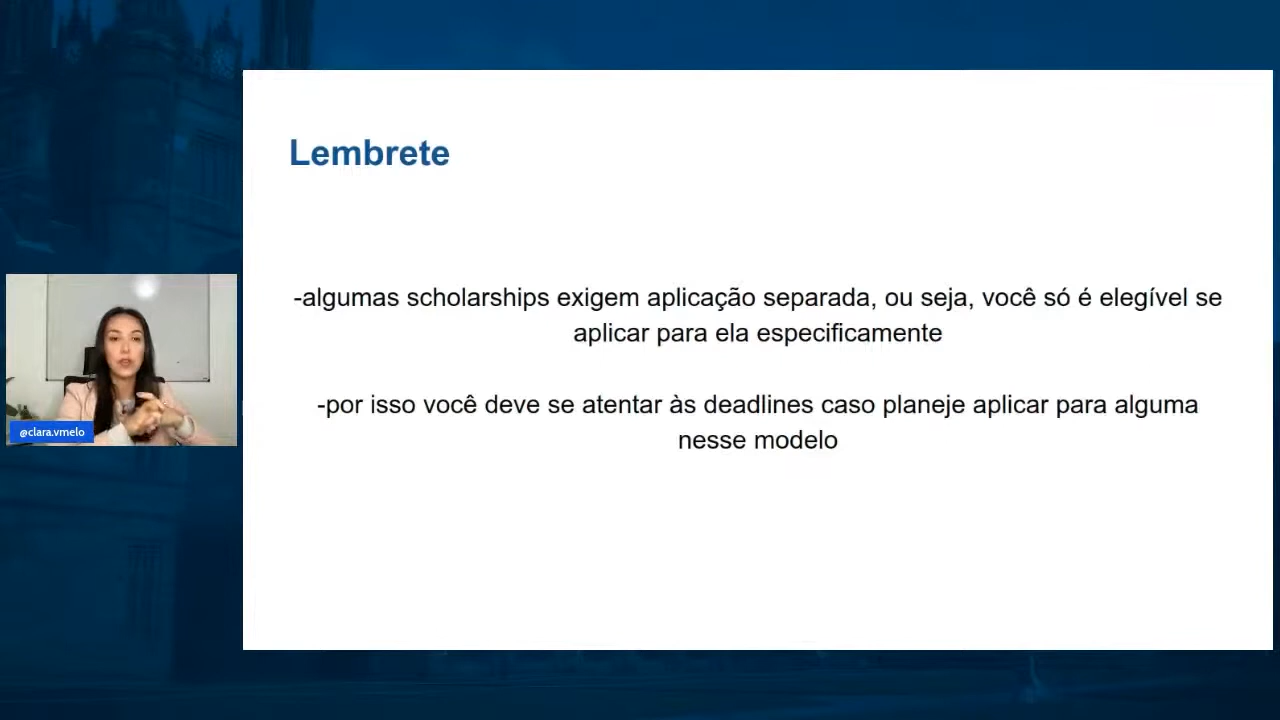 Lembrete
-algumas scholarships exigem aplicação separada, ou seja, você só é elegível se
aplicar para ela especificamente
-por isso você deve se atentar às deadlines caso planeje aplicar para alguma
nesse modelo
@clara.vmelo